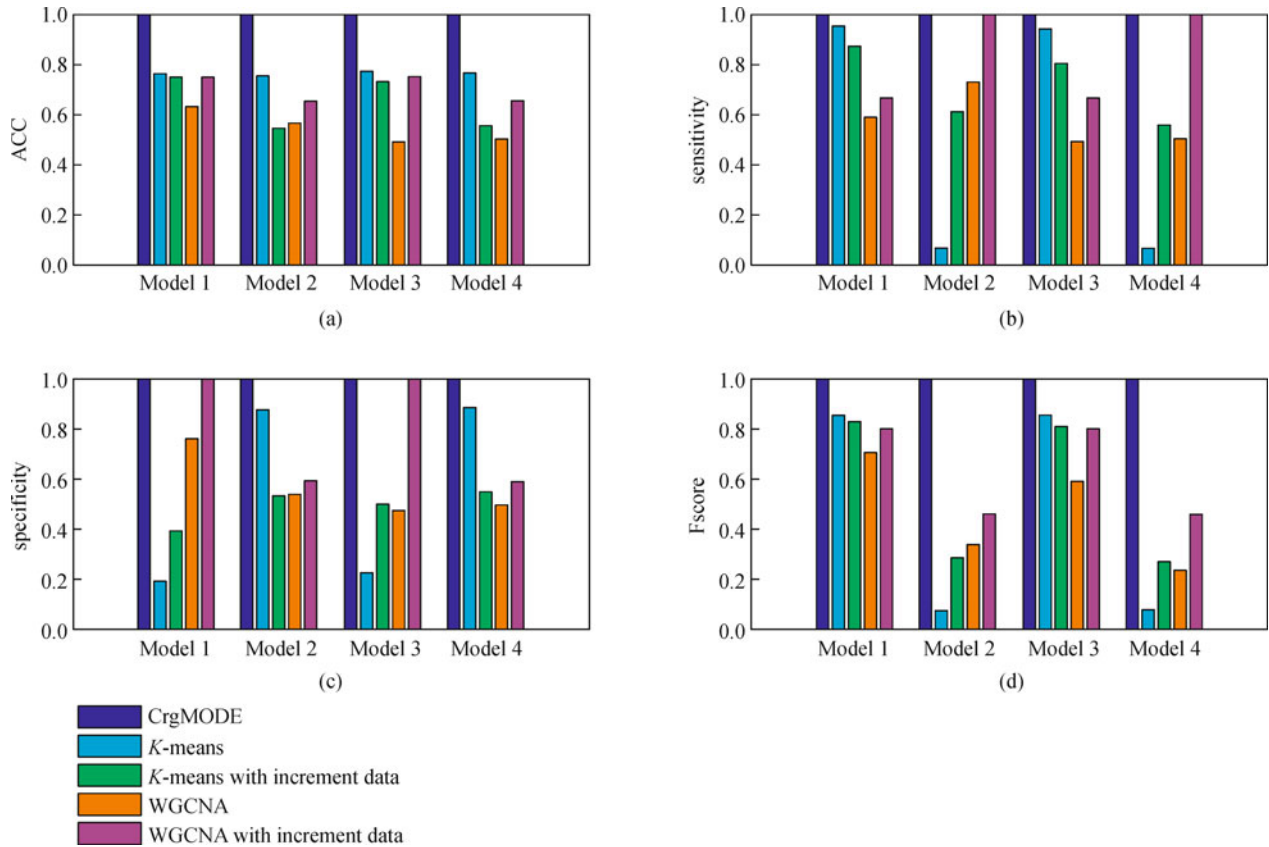 1.0
0.8
0.6
0.4
0.2
0.0
ACC
Model 1 Model 2 Model 3 Model 4
(a)
1.0
0.8
0.6
0.4
0.2
0.0
sensitivity
Model 1 Model 2 Model 3 Model 4
(b)
1.0
0.8
0.6
0.4
0.2
0.0
specificity
Model 1 Model 2 Model 3 Model 4
(c)
1.0
0.8
0.6
0.4
0.2
0.0
Fscore
Model 1 Model 2 Model 3 Model 4
(d)
CrgMODE
K-means
K-means with increment data
WGCNA
WGCNA with increment data